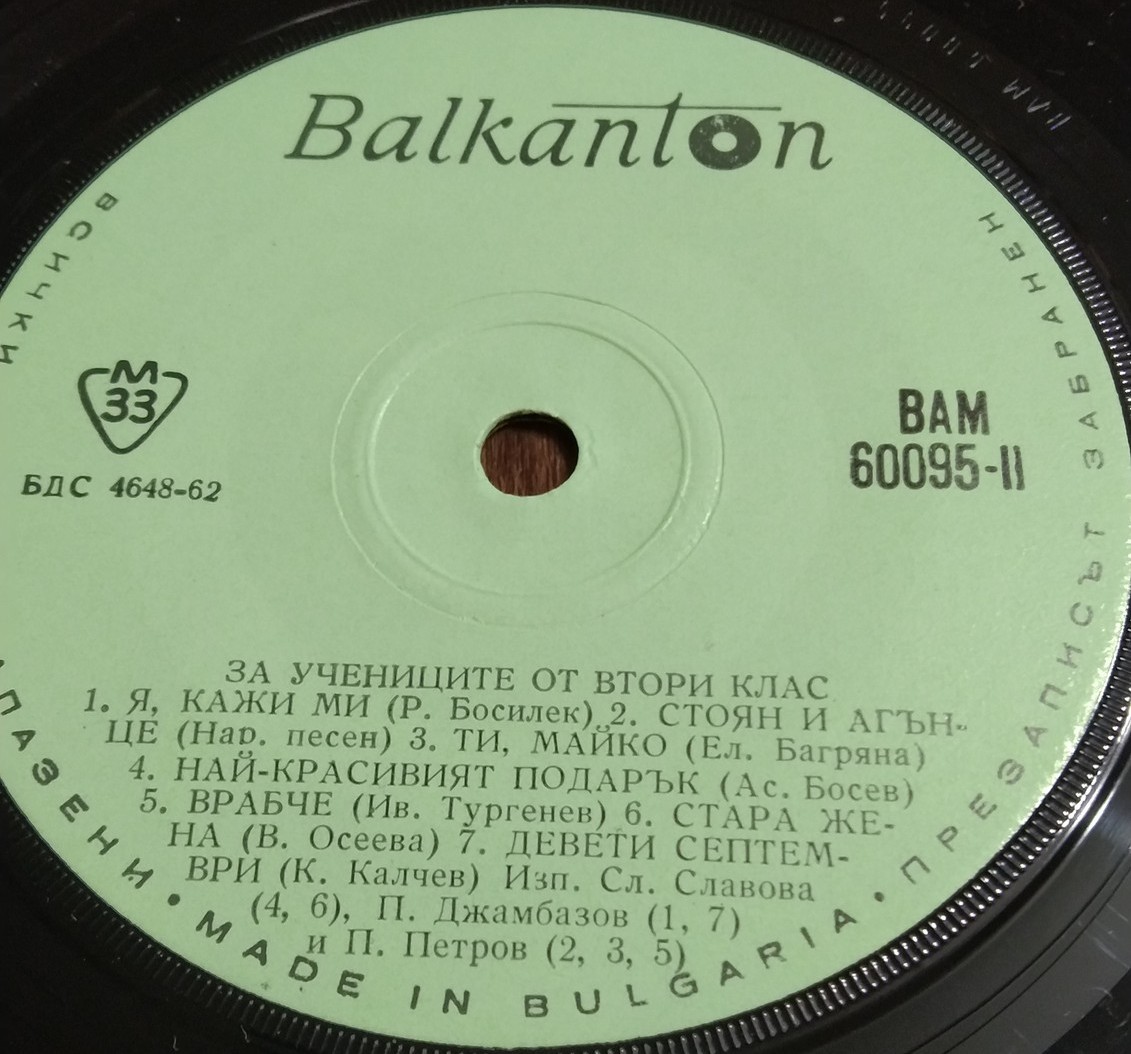 Balkanton
ВСИЧКИ
М
33
БДС 4648-62
ВАМ
60095-II
ЗА УЧЕНИЦИТЕ ОТ ВТОРИ КЛАС
1. Я, КАЖИ МИ (Р. Босилек) 2. СТОЯН И АГЪН-
ЦЕ (Нар. песен) 3. ТИ, МАЙКО (Ел. Багряна)
4. НАЙ-КРАСИВИЯТ ПОДАРЪК (Ас. Босев)
5. ВРАБЧЕ (Ив. Тургенев) 6. СТАРА ЖЕ-
НА (В. Осеева) 7. ДЕВЕТИ СЕПТЕМ-
ВРИ (К. Калчев) Изп. Сл. Славова
(4, 6), П. Джамбазов (1, 7)
и П. Петров (2, 3, 5)
ПАЗЕНИ • MADE IN BULGARIA • ПРЕЗАПИСЪТ ЗАБРАНЕН